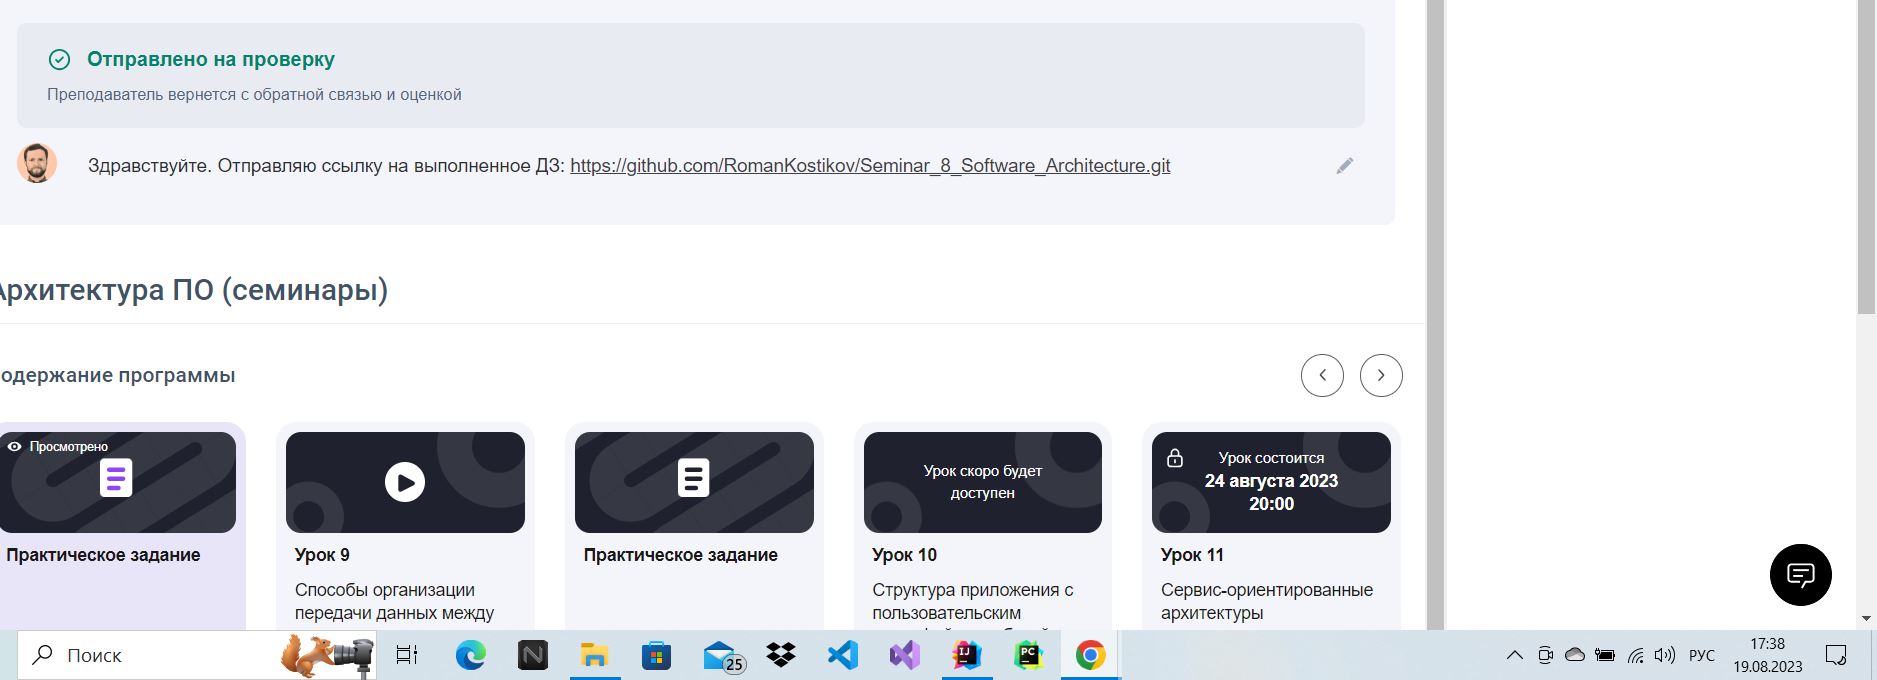 Отправлено на проверку
Преподаватель вернется с обратной связью и оценкой
Здравствуйте. Отправляю ссылку на выполненное ДЗ: https://github.com/RomanKostikov/Seminar_8_Software_Architecture.git
Архитектура ПО (семинары)
одержание программы
Просмотрено
Практическое задание
Урок 9
Способы организации
передачи данных между
Практическое задание
Урок скоро будет
доступен
Урок 10
Структура приложения с
пользовательским
Урок состоится
24 августа 2023
20:00
Урок 11
Сервис-ориентированные
архитектуры
Поиск
25
IJ
PC
РУС
17:38
19.08.2023